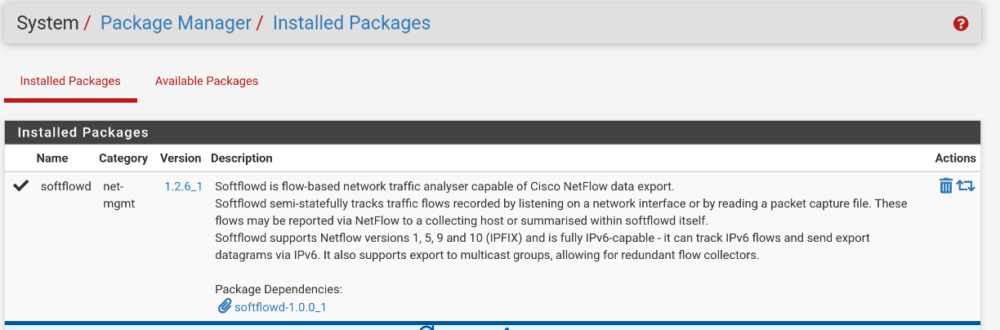 System / Package Manager / Installed Packages
Installed Packages Available Packages
Installed Packages
Name Category Version Description Actions
softflowd net-mgmt 1.2.6_1 Softflowd is flow-based network traffic analyser capable of Cisco NetFlow data export.
Softflowd semi-statefully tracks traffic flows recorded by listening on a network interface or by reading a packet capture file. These
flows may be reported via NetFlow to a collecting host or summarised within softflowd itself.
Softflowd supports Netflow versions 1, 5, 9 and 10 (IPFIX) and is fully IPv6-capable - it can track IPv6 flows and send export
datagrams via IPv6. It also supports export to multicast groups, allowing for redundant flow collectors.
Package Dependencies:
softflowd-1.0.0_1